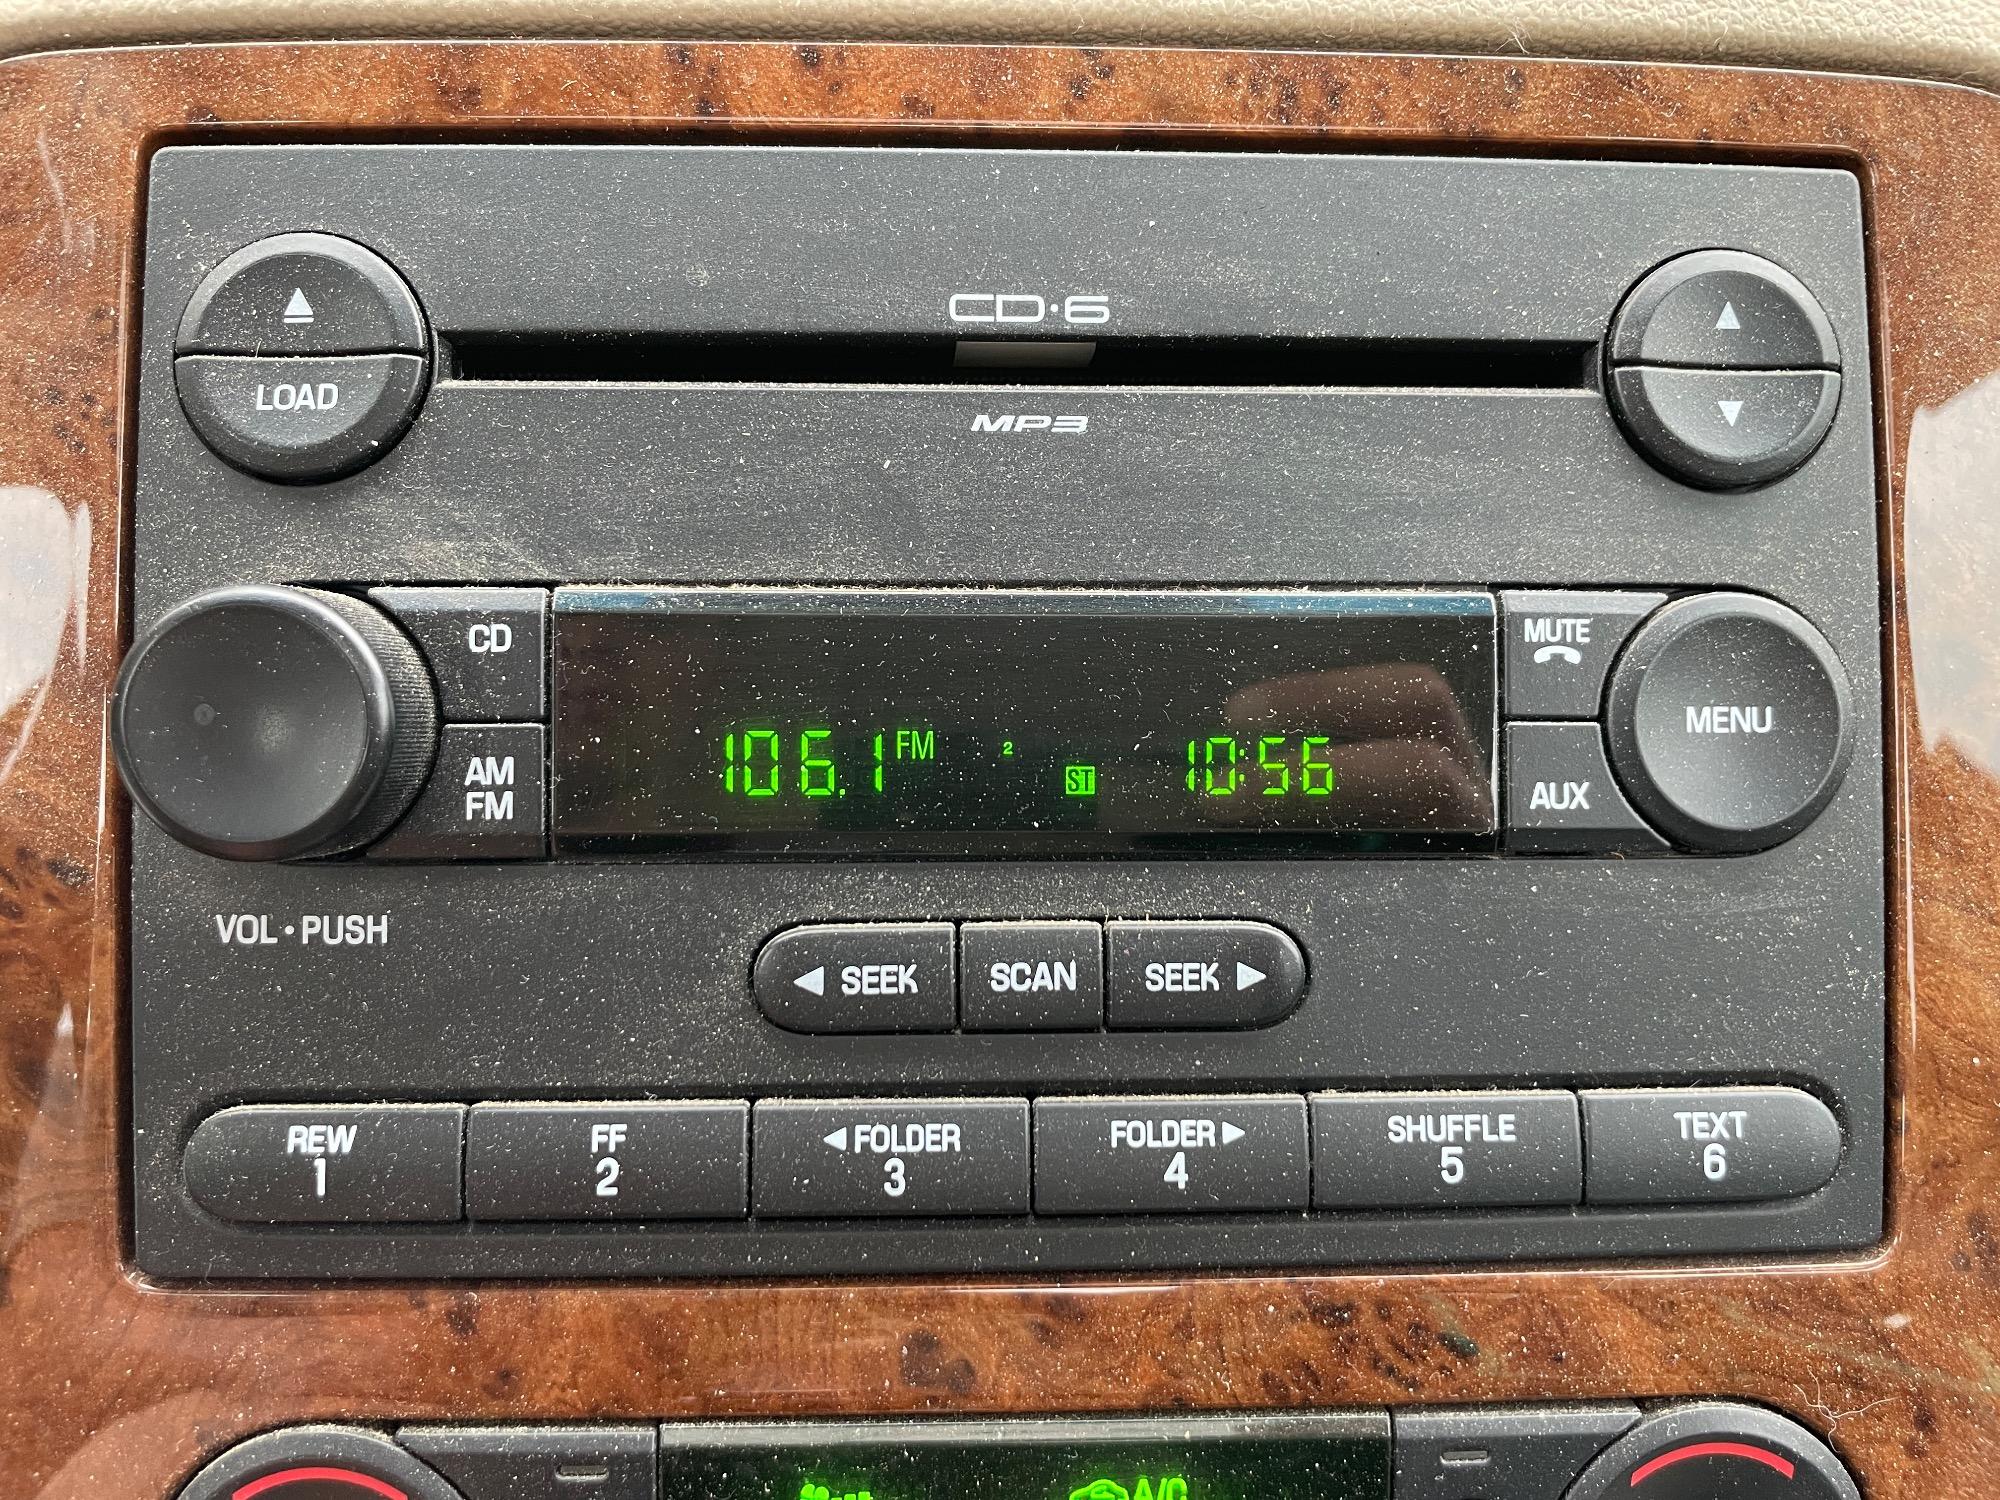 CD·6
LOAD
MP3
CD
MUTE
AM
FM
106.1 FM 2 ST 10:56
MENU
AUX
VOL·PUSH
SEEK SCAN SEEK
REW FF FOLDER FOLDER SHUFFLE TEXT
1 2 3 4 5 6
A/C